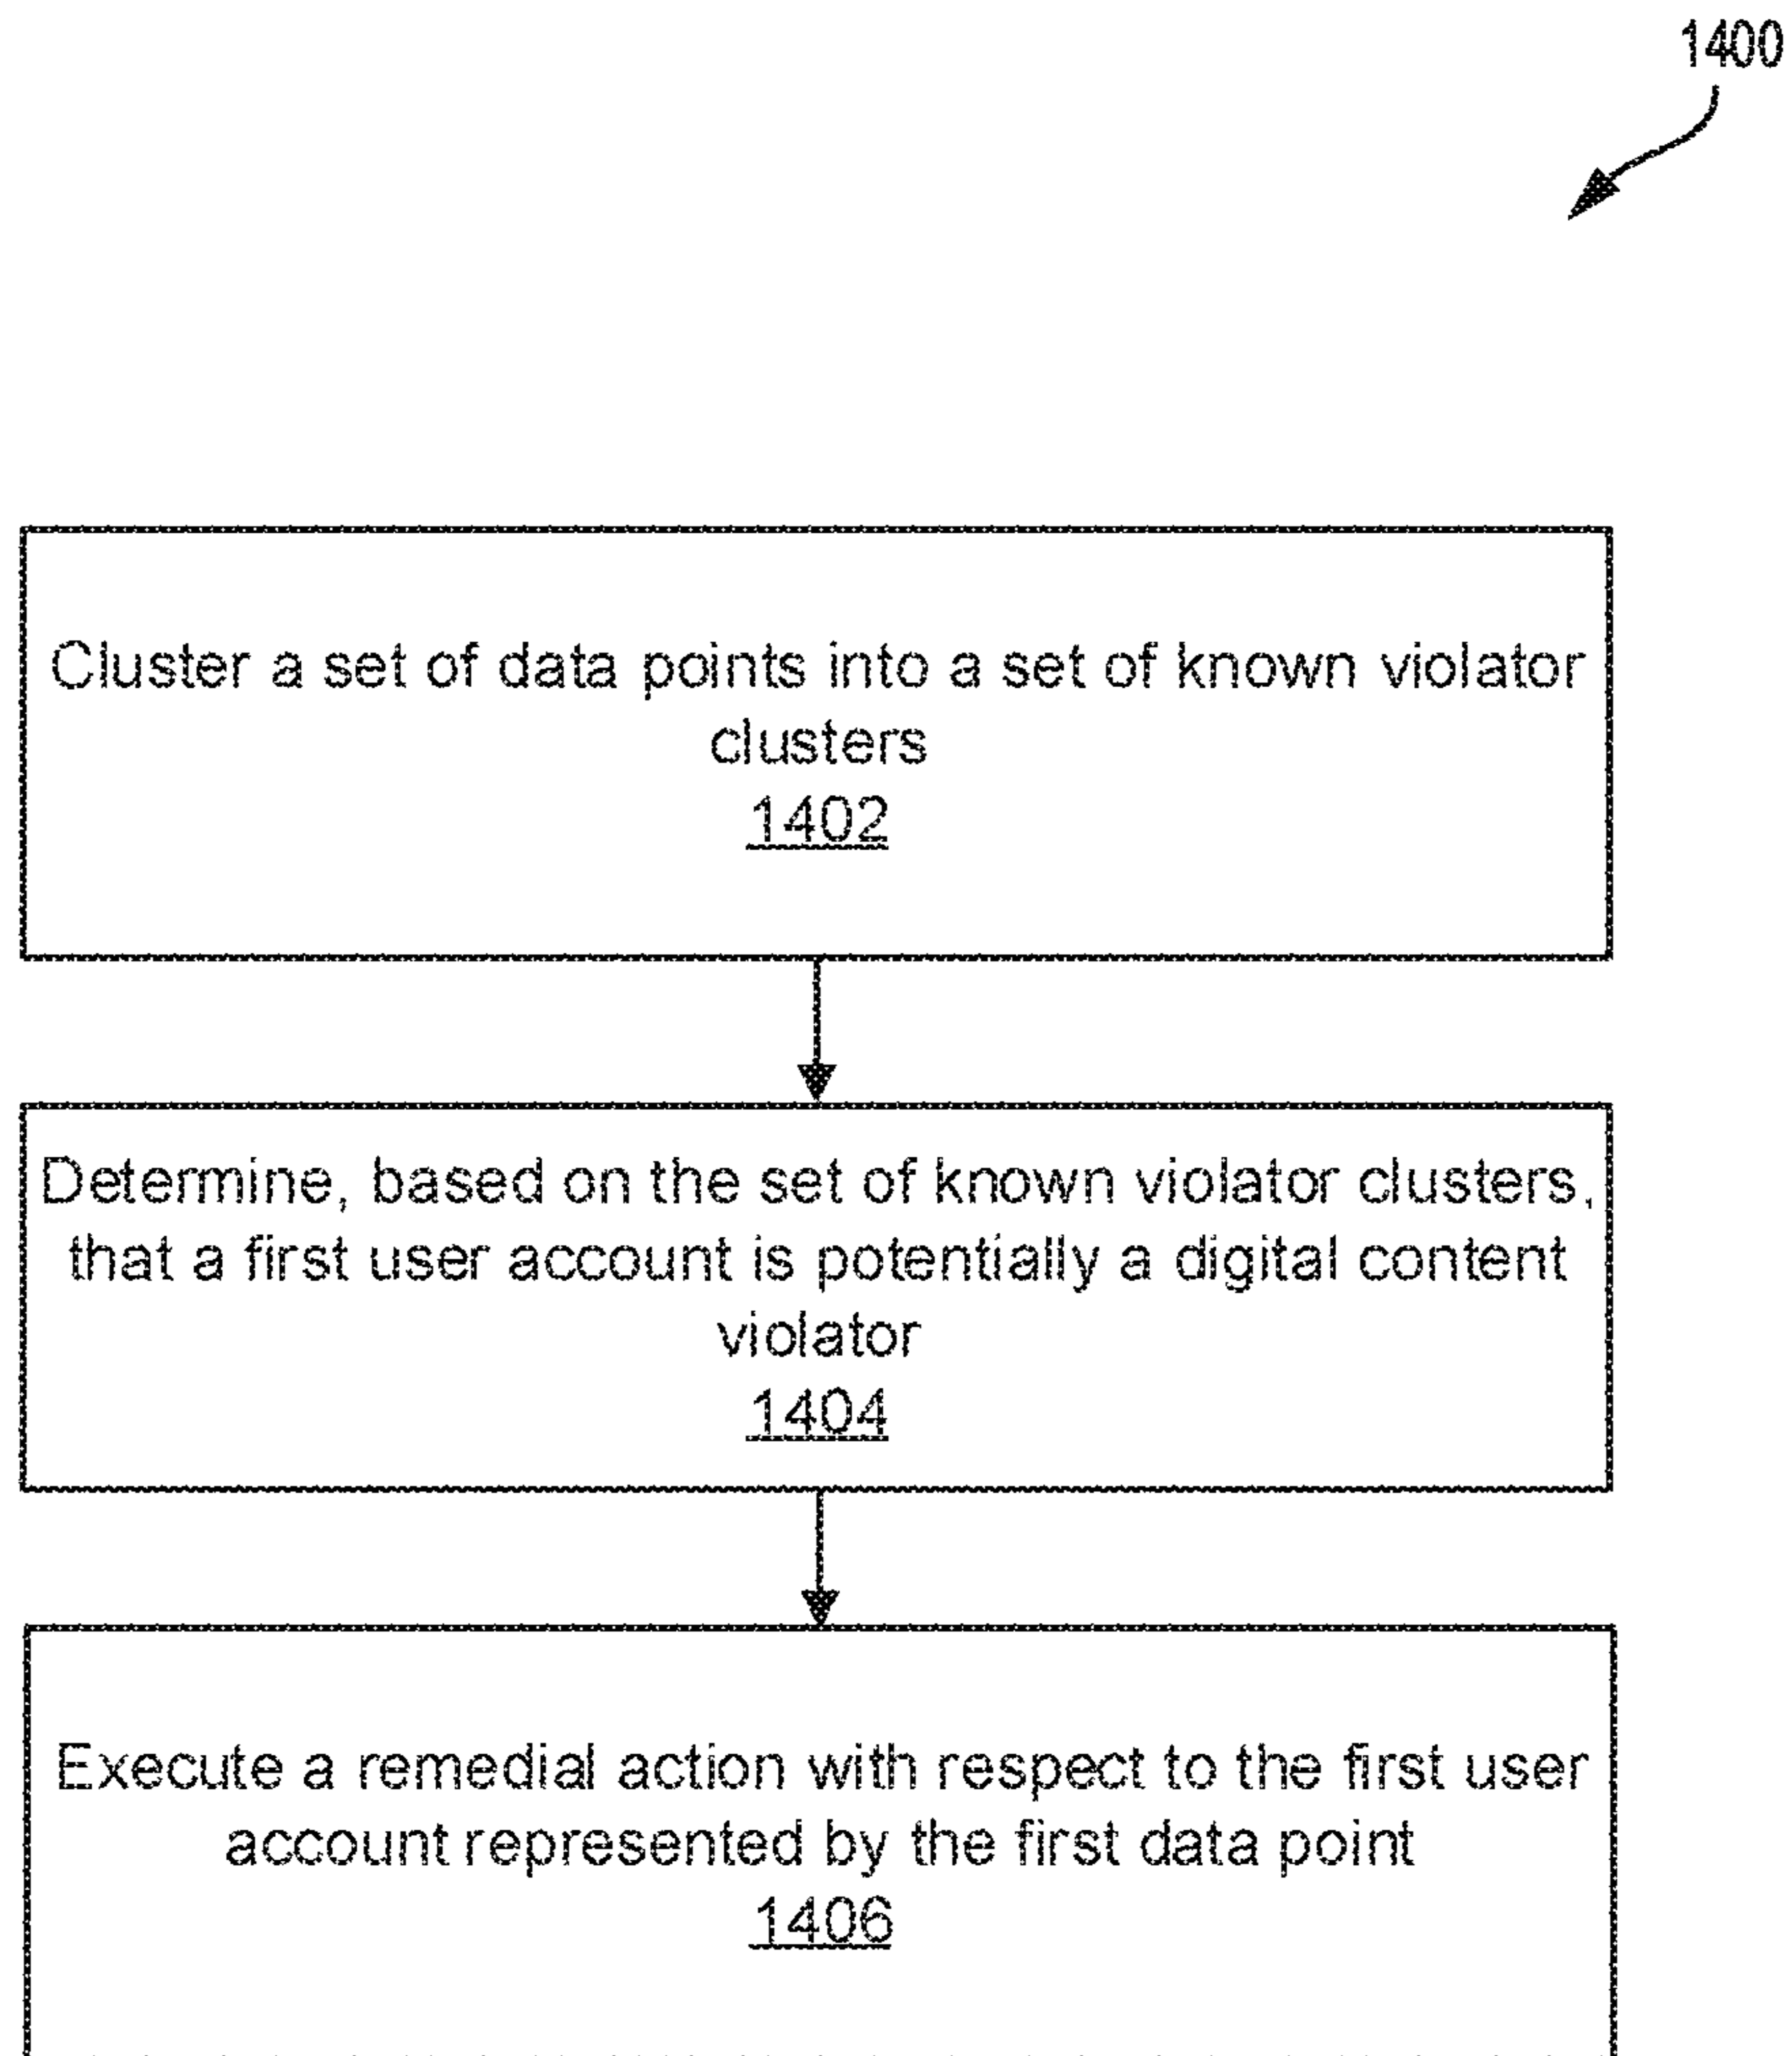 1400
Cluster a set of data points into a set of known violator
clusters
1402
Determine, based on the set of known violator clusters,
that a first user account is potentially a digital content
violator
1404
Execute a remedial action with respect to the first user
account represented by the first data point
1406